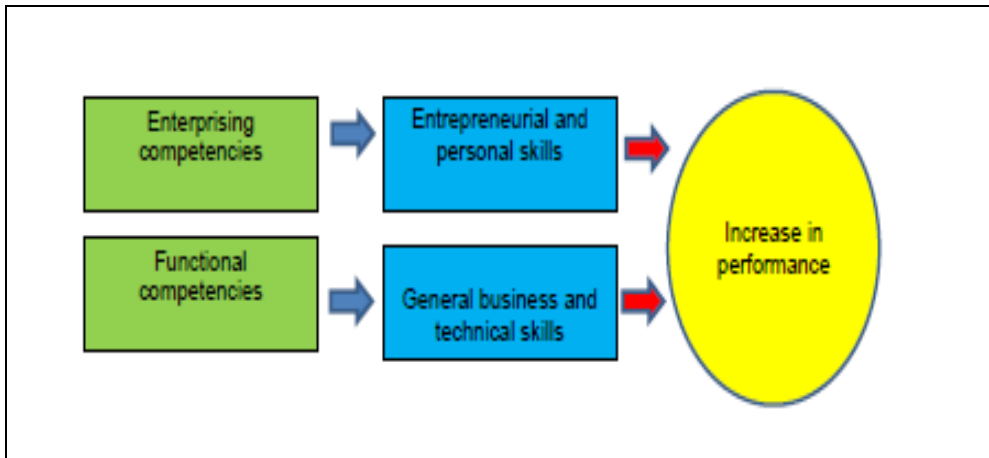 Enterprising
competencies
Entrepreneurial and
personal skills
Functional
competencies
General business and
technical skills
Increase in
performance